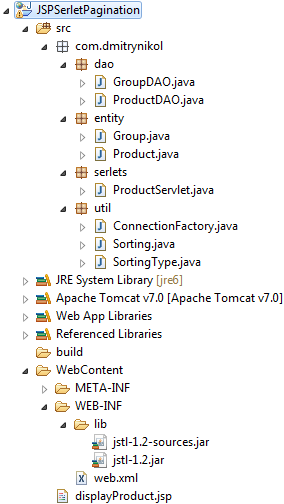 JSPSerletPagination
src
com.dmitrynikol
dao
GroupDAO.java
ProductDAO.java
entity
Group.java
Product.java
serlets
ProductServlet.java
util
ConnectionFactory.java
Sorting.java
SortingType.java
JRE System Library [jre6]
Apache Tomcat v7.0 [Apache Tomcat v7.0]
Web App Libraries
Referenced Libraries
build
WebContent
META-INF
WEB-INF
lib
jstl-1.2-sources.jar
jstl-1.2.jar
web.xml
displayProduct.jsp